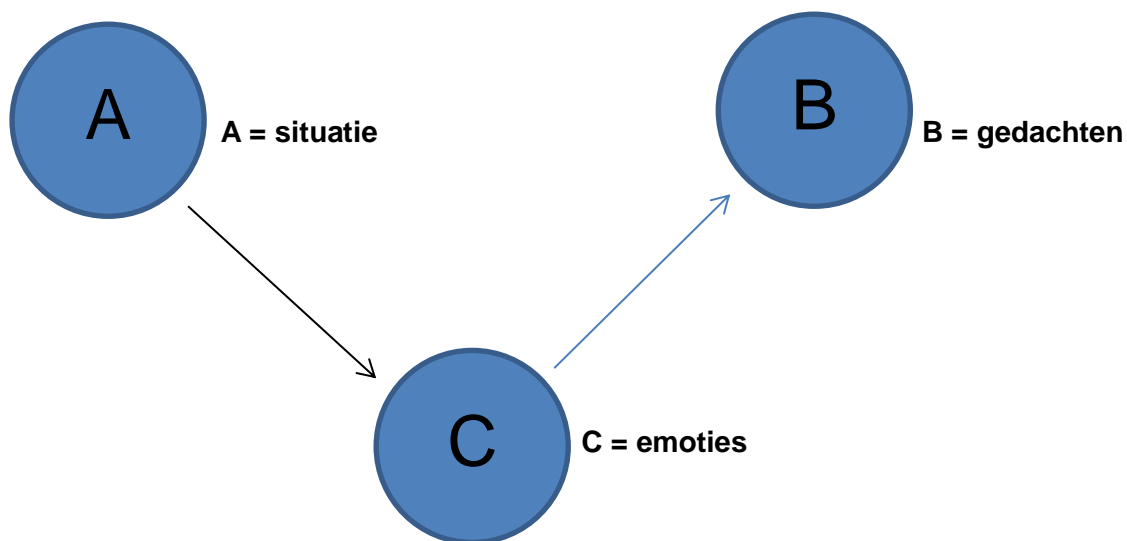 A
A = situatie
B
B = gedachten
C
C = emoties